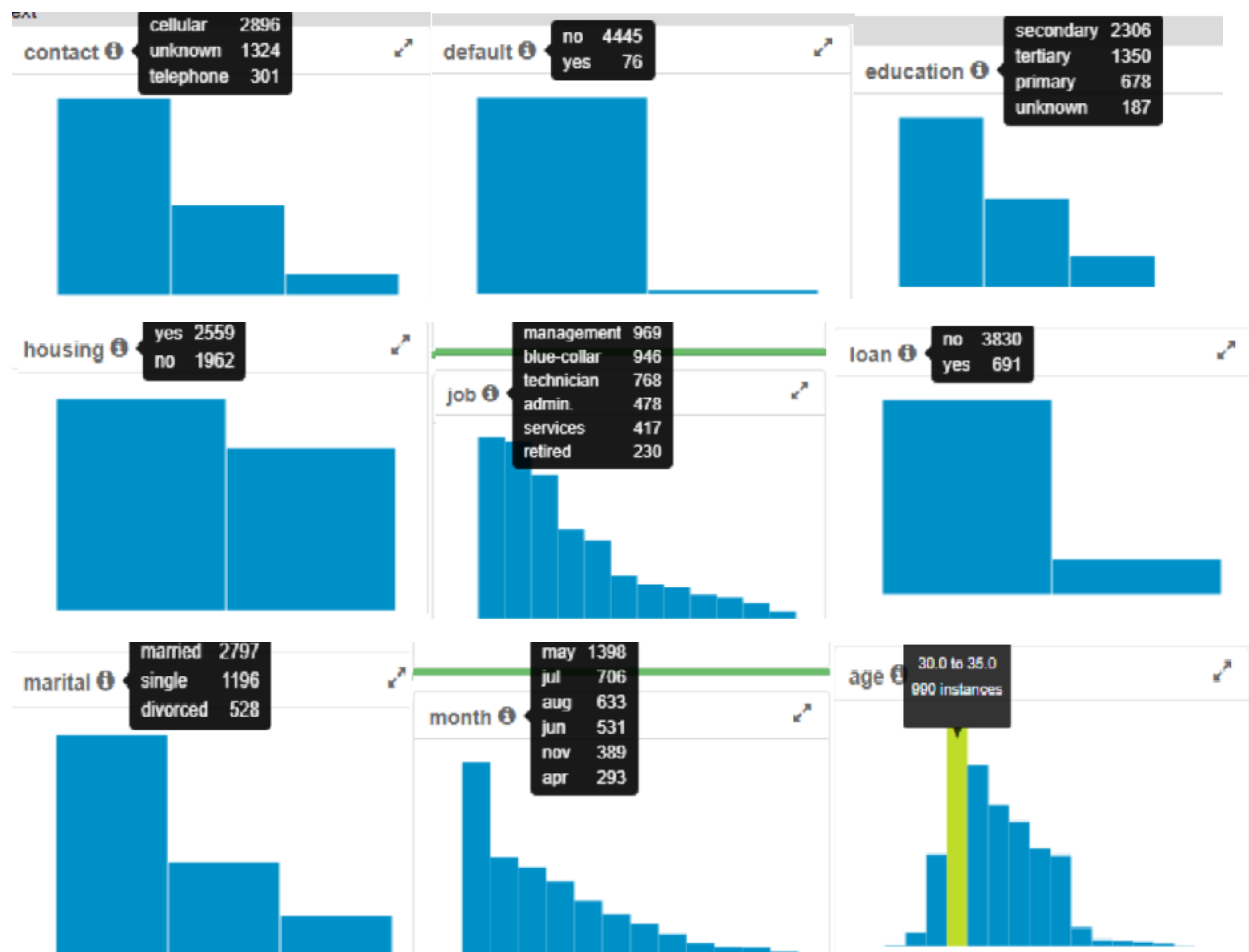 contact
cellular 2896
unknown 1324
telephone 301
default
no 4445
yes 76
education
secondary 2306
tertiary 1350
primary 678
unknown 187
housing
yes 2559
no 1962
job
management 969
blue-collar 946
technician 768
admin. 478
services 417
retired 230
loan
no 3830
yes 691
marital
married 2797
single 1196
divorced 528
month
may 1398
jul 706
aug 633
jun 531
nov 389
apr 293
age
30.0 to 35.0
990 instances